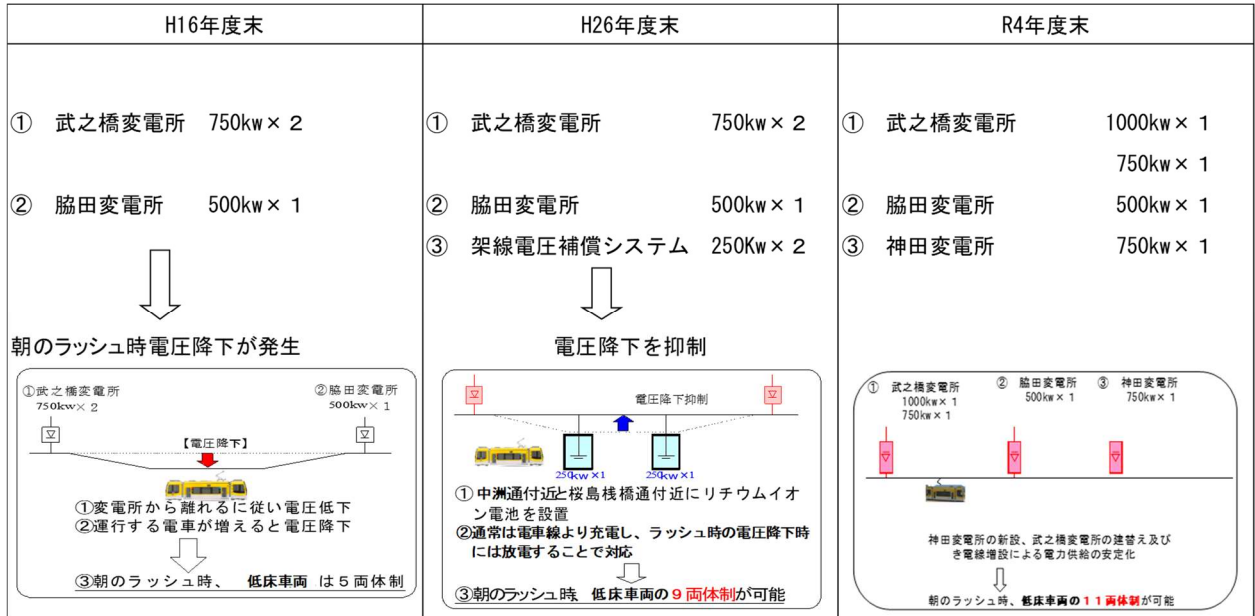 H16年度末
① 武之橋変電所 750kw×2
② 脇田変電所 500kw×1
朝のラッシュ時電圧降下が発生
①武之橋変電所
750kw×2
②脇田変電所
500kw×1
【電圧降下】
①変電所から離れるに従い電圧低下
②運行する電車が増えると電圧降下
③朝のラッシュ時、 低床車両 は5両体制
H26年度末
① 武之橋変電所 750kw×2
② 脇田変電所 500kw×1
③ 架線電圧補償システム 250Kw×2
電圧降下を抑制
電圧降下抑制
250kw×1
250kw×1
① 中洲通付近と桜島桟橋通付近にリチウムイオ
ン電池を設置
②通常は電車線より充電し、ラッシュ時の電圧降下時
には放電することで対応
③朝のラッシュ時、低床車両の9両体制が可能
R4年度末
① 武之橋変電所 1000kw×1
750kw×1
② 脇田変電所 500kw×1
③ 神田変電所 750kw×1
① 武之橋変電所
1000kw×1
750kw×1
② 脇田変電所
500kw×1
③ 神田変電所
750kw×1
神田変電所の新設、武之橋変電所の建替え及び
き電線増設による電力供給の安定化
朝のラッシュ時、低床車両の11両体制が可能